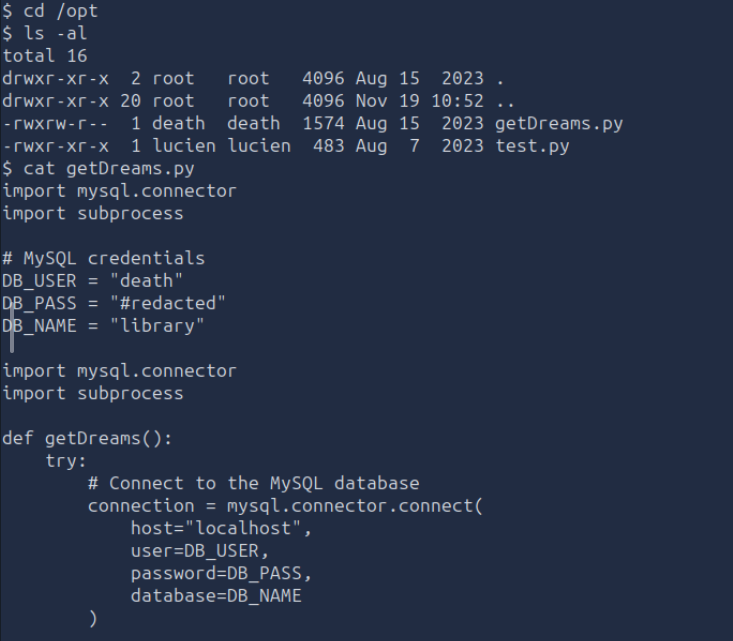 $ cd /opt
$ ls -al
total 16
drwxr-xr-x  2 root   root   4096 Aug 15  2023 .
drwxr-xr-x 20 root   root   4096 Nov 19 10:52 ..
-rwxrw-r--  1 death  death  1574 Aug 15  2023 getDreams.py
-rwxr-xr-x  1 lucien lucien  483 Aug  7  2023 test.py
$ cat getDreams.py
import mysql.connector
import subprocess

# MySQL credentials
DB_USER = "death"
DB_PASS = "#redacted"
DB_NAME = "library"

import mysql.connector
import subprocess

def getDreams():
    try:
        # Connect to the MySQL database
        connection = mysql.connector.connect(
            host="localhost",
            user=DB_USER,
            password=DB_PASS,
            database=DB_NAME
        )